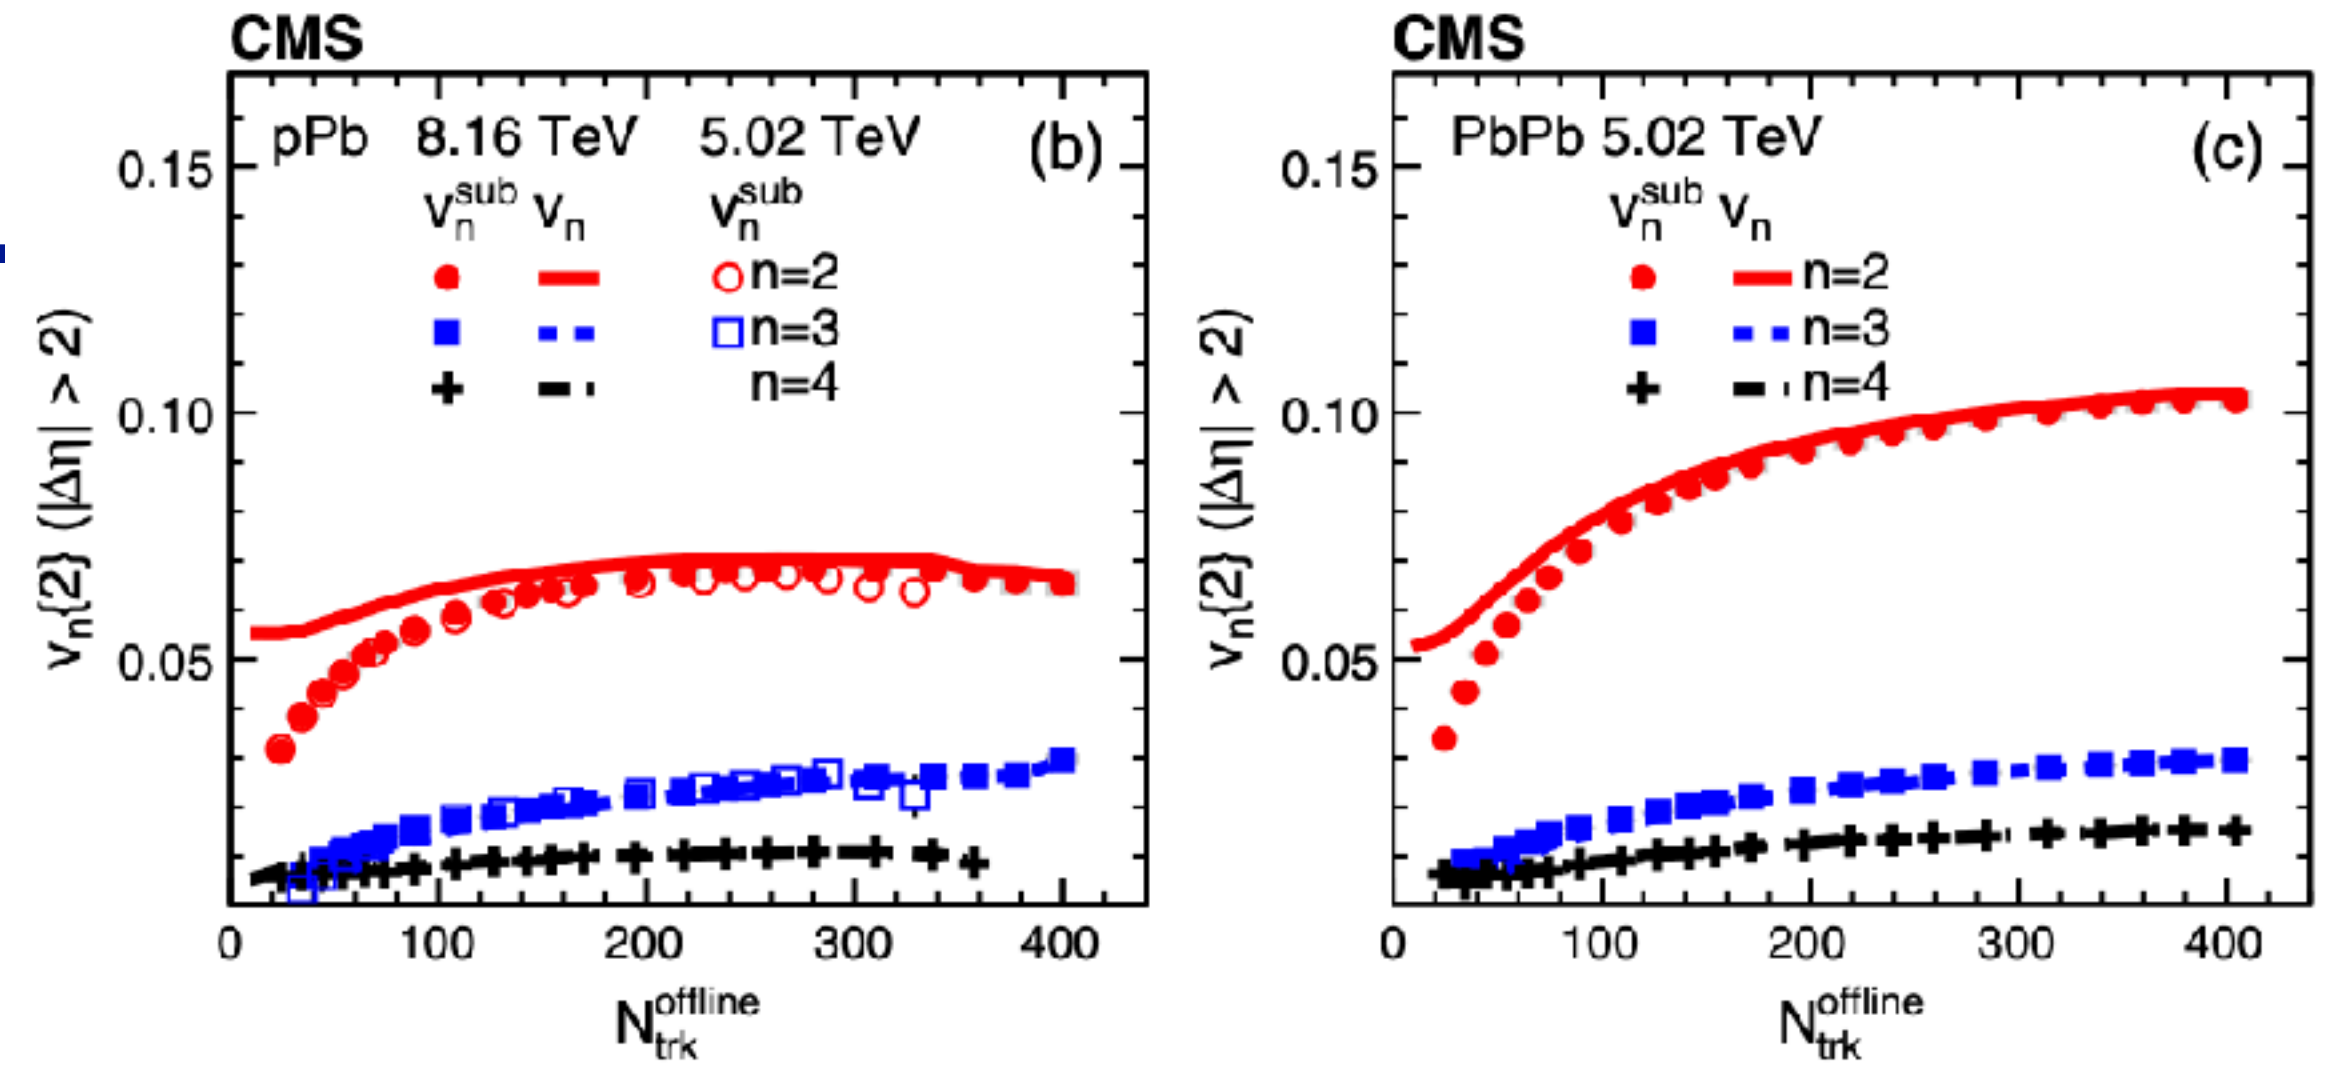 CMS
pPb 8.16 TeV 5.02 TeV (b)
v_n^sub v_n v_n^sub
n=2
n=3
n=4
0.15
0.10
0.05
v_n{2} (|Δη| > 2)
0 100 200 300 400
N_trk^offline
CMS
PbPb 5.02 TeV (c)
v_n^sub v_n
n=2
n=3
n=4
0.15
0.10
0.05
v_n{2} (|Δη| > 2)
0 100 200 300 400
N_trk^offline